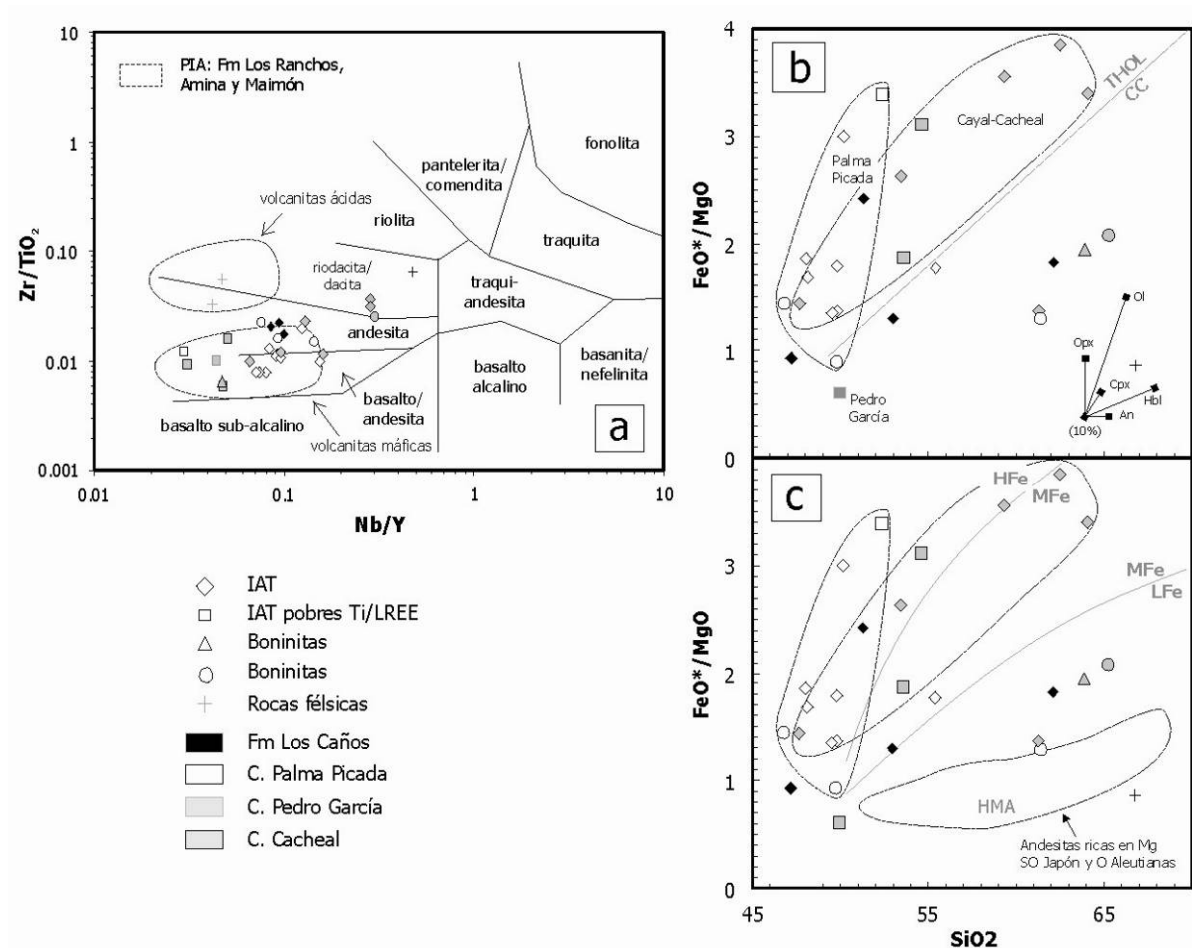 10
1
0.10
0.01
0.001
Zr/TiO₂
0.01
0.1
1
10
Nb/Y
PIA: Fm Los Ranchos,
Amina y Maimón
volcanitas ácidas
riolita
pantelerita/
comendita
fonolita
traquita
riodacita/
dacita
traqui-
andesita
andesita
basalto
alcalino
basanita/
nefelinita
basalto/
andesita
basalto sub-alcalino
volcanitas máficas
a
IAT
IAT pobres Ti/LREE
Boninitas
Boninitas
Rocas félsicas
Fm Los Caños
C. Palma Picada
C. Pedro García
C. Cacheal
4
3
2
1
0
FeO*/MgO
b
THOL
CC
Cayal-Cacheal
Palma
Picada
Pedro
García
Ol
Opx
Cpx
Hbl
An
(10%)
3
2
1
0
FeO*/MgO
c
HFe
MFe
MFe
LFe
HMA
Andesitas ricas en Mg
SO Japón y O Aleutianas
45
55
65
SiO2